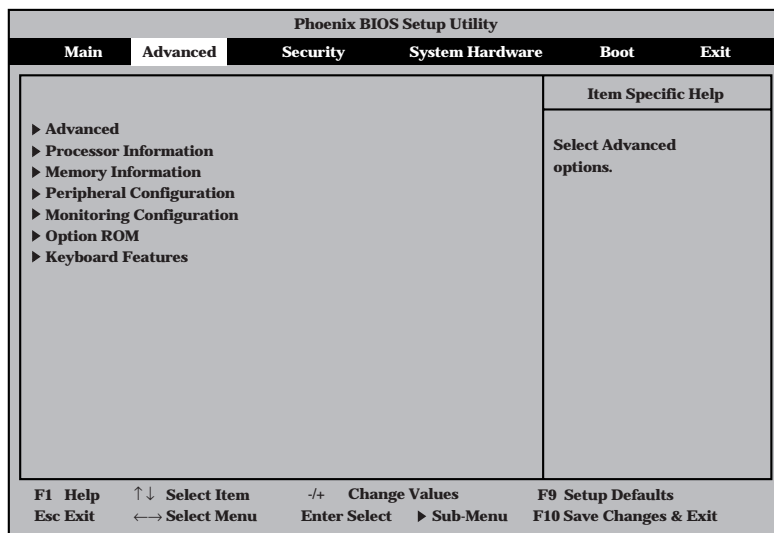 Phoenix BIOS Setup Utility
Main Advanced Security System Hardware Boot Exit
Item Specific Help
Select Advanced
options.
▶ Advanced
▶ Processor Information
▶ Memory Information
▶ Peripheral Configuration
▶ Monitoring Configuration
▶ Option ROM
▶ Keyboard Features
F1 Help ↑↓ Select Item -/+ Change Values F9 Setup Defaults
Esc Exit ←→ Select Menu Enter Select ▶ Sub-Menu F10 Save Changes & Exit